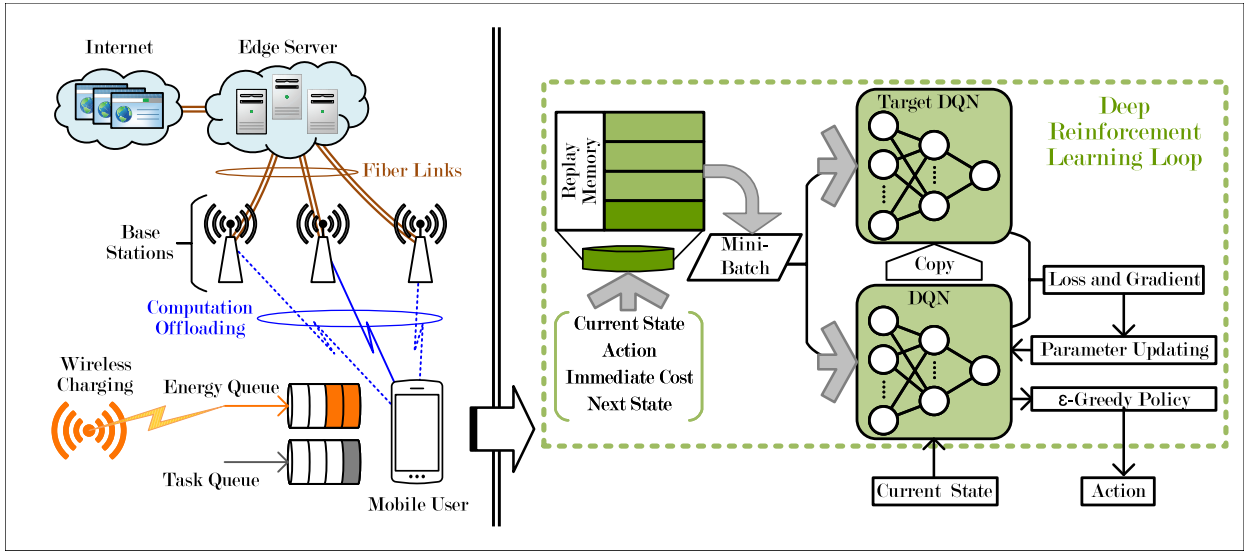 Internet
Edge Server
Fiber Links
Base
Stations
Computation
Offloading
Wireless
Charging
Energy Queue
Task Queue
Mobile User
Deep
Reinforcement
Learning Loop
Replay
Memory
Mini-
Batch
Current State
Action
Immediate Cost
Next State
Target DQN
Copy
DQN
Loss and Gradient
Parameter Updating
ε-Greedy Policy
Current State
Action